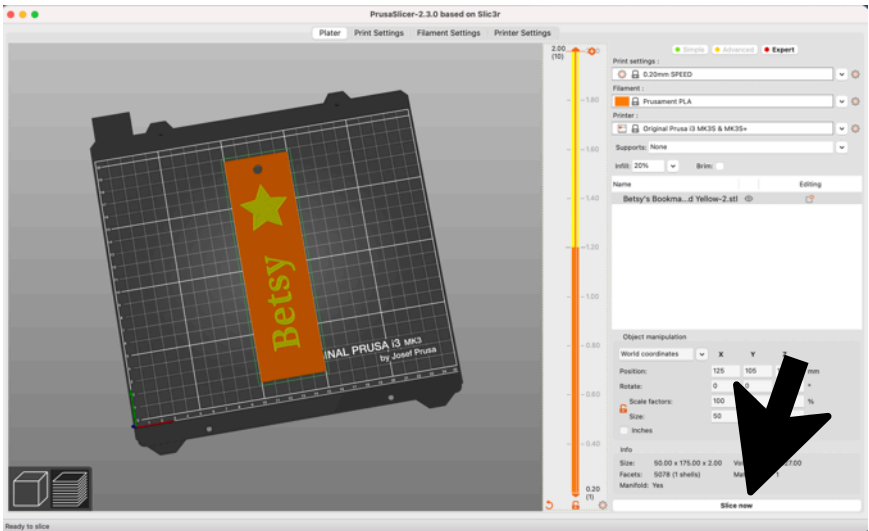 PrusaSlicer-2.3.0 based on Slic3r
Plater Print Settings Filament Settings Printer Settings
Simple Advanced Expert
Print settings :
0.20mm SPEED
Filament :
Prusament PLA
Printer :
Original Prusa i3 MK3S & MK3S+
Supports: None
Infill: 20% Brim:
Name Editing
Betsy's Bookma...d Yellow-2.stl
Object manipulation
World coordinates X Y Z
Position: 125 105 mm
Rotate: 0 0 °
Scale factors: 100 %
Size: 50
Inches
Info
Size: 50.00 x 175.00 x 2.00
Facets: 5078 (1 shells)
Manifold: Yes
Slice now
2.00
(10)
1.80
1.60
1.40
1.20
1.00
0.80
0.60
0.40
0.20
(1)
Betsy
INAL PRUSA i3 MK3
by Josef Prusa
Ready to slice